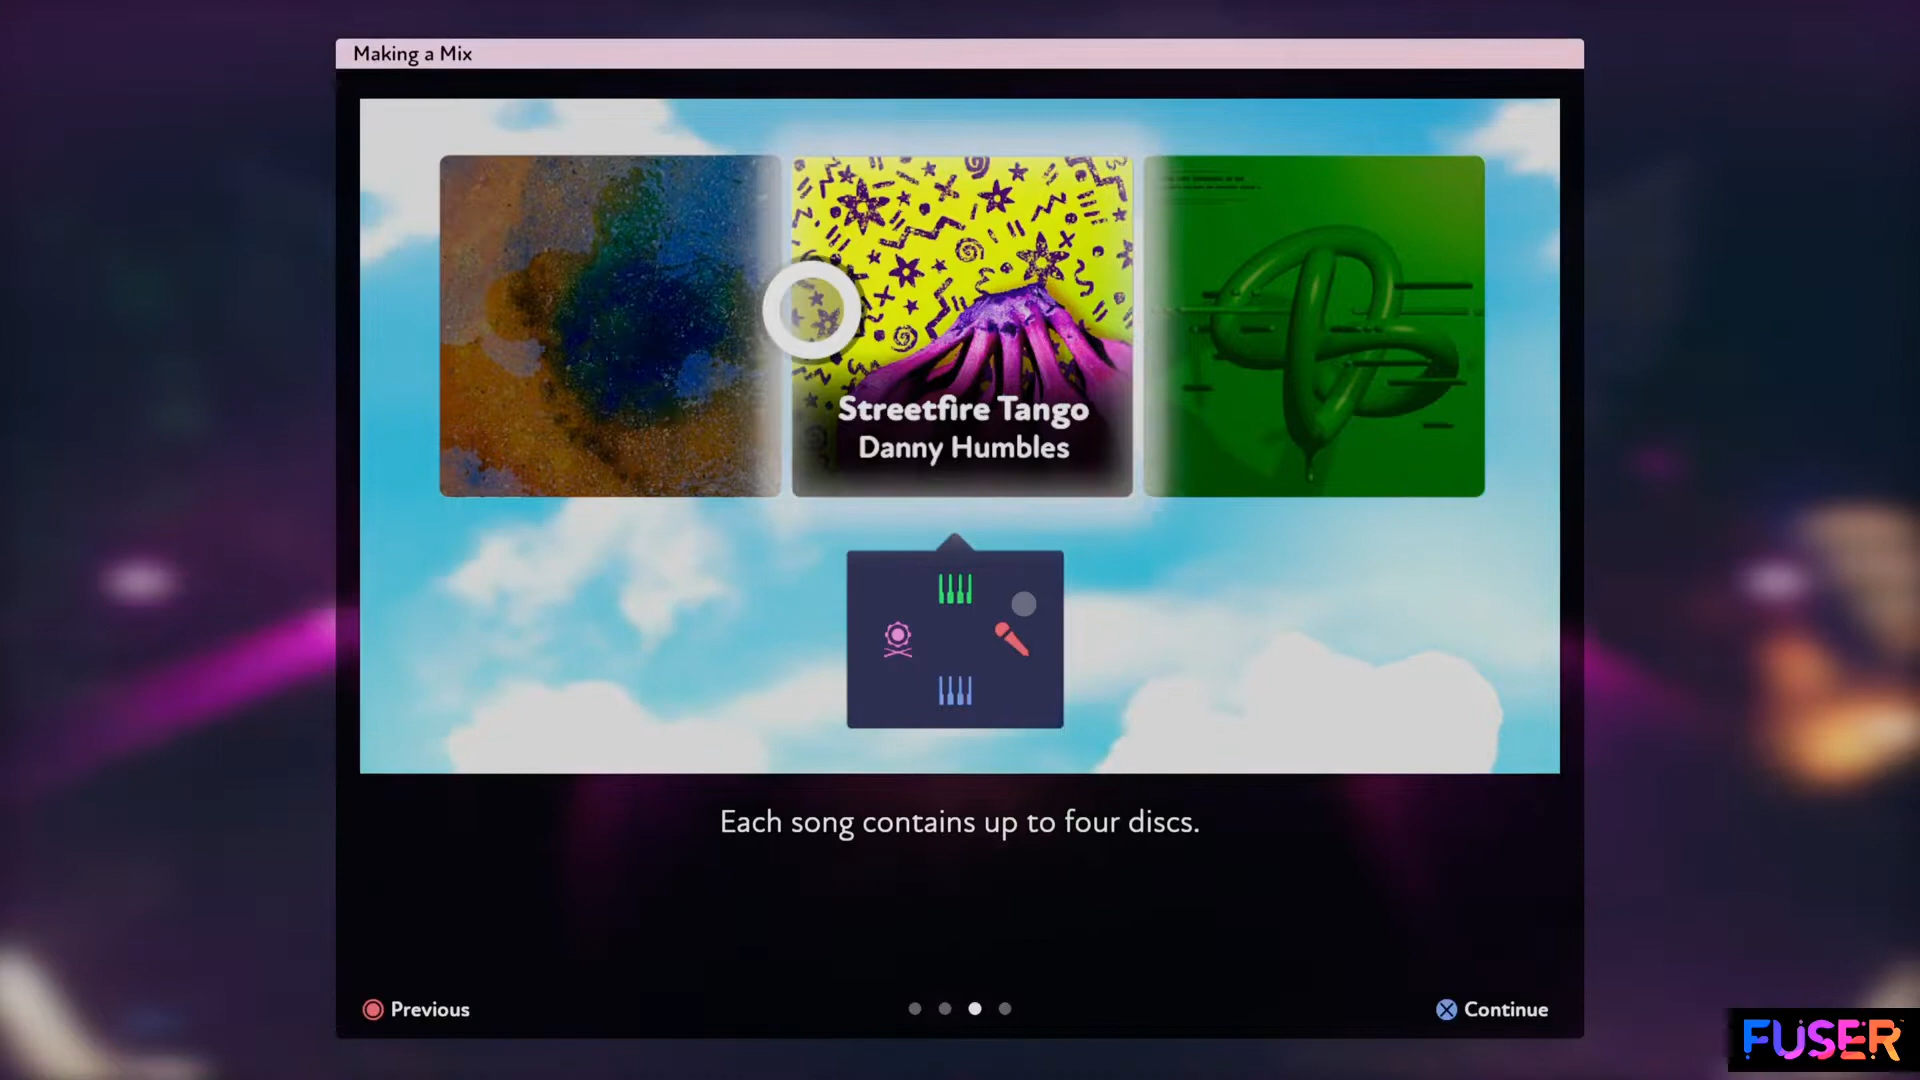 Making a Mix
Streetfire Tango
Danny Humbles
Each song contains up to four discs.
Previous
Continue
FUSER